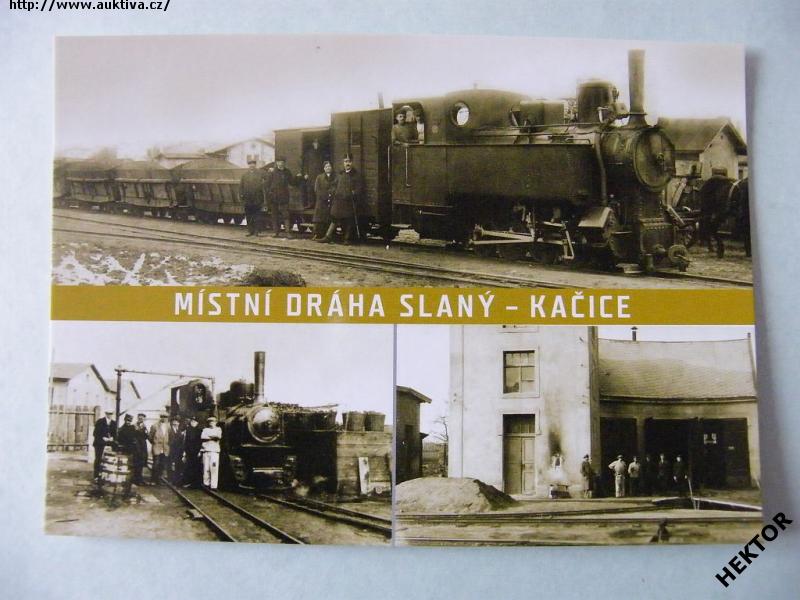 http://www.auktiva.cz/
MÍSTNÍ DRÁHA SLANÝ – KAČICE
HEKTOR